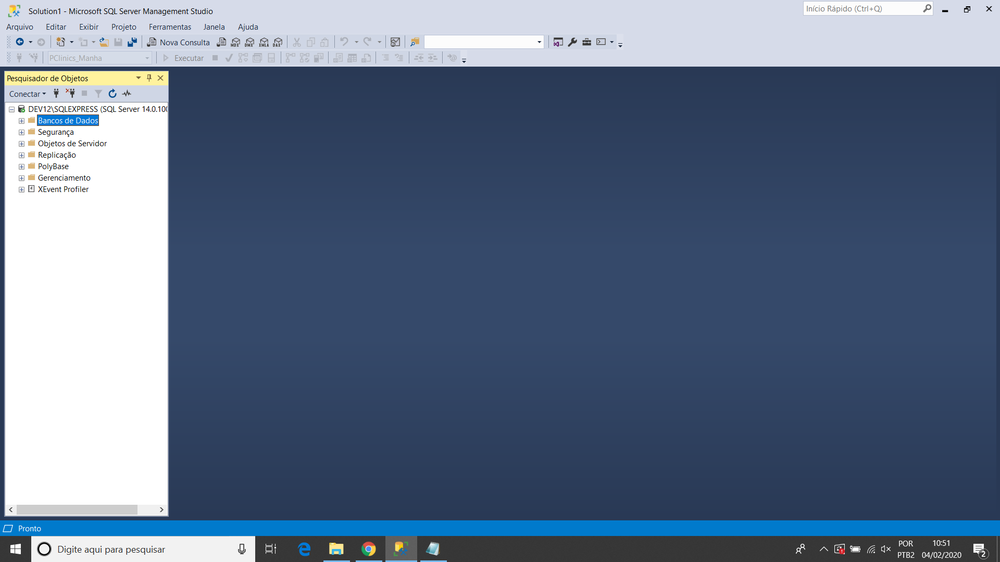 Solution1 - Microsoft SQL Server Management Studio
Início Rápido (Ctrl+Q)
Arquivo Editar Exibir Projeto Ferramentas Janela Ajuda
Nova Consulta MDX DMX XMLA DAX
PClinics_Manha Executar
Pesquisador de Objetos
Conectar
DEV12\SQLEXPRESS (SQL Server 14.0.100
Bancos de Dados
Segurança
Objetos de Servidor
Replicação
PolyBase
Gerenciamento
XEvent Profiler
Pronto
Digite aqui para pesquisar
POR
PTB2
10:51
04/02/2020
2